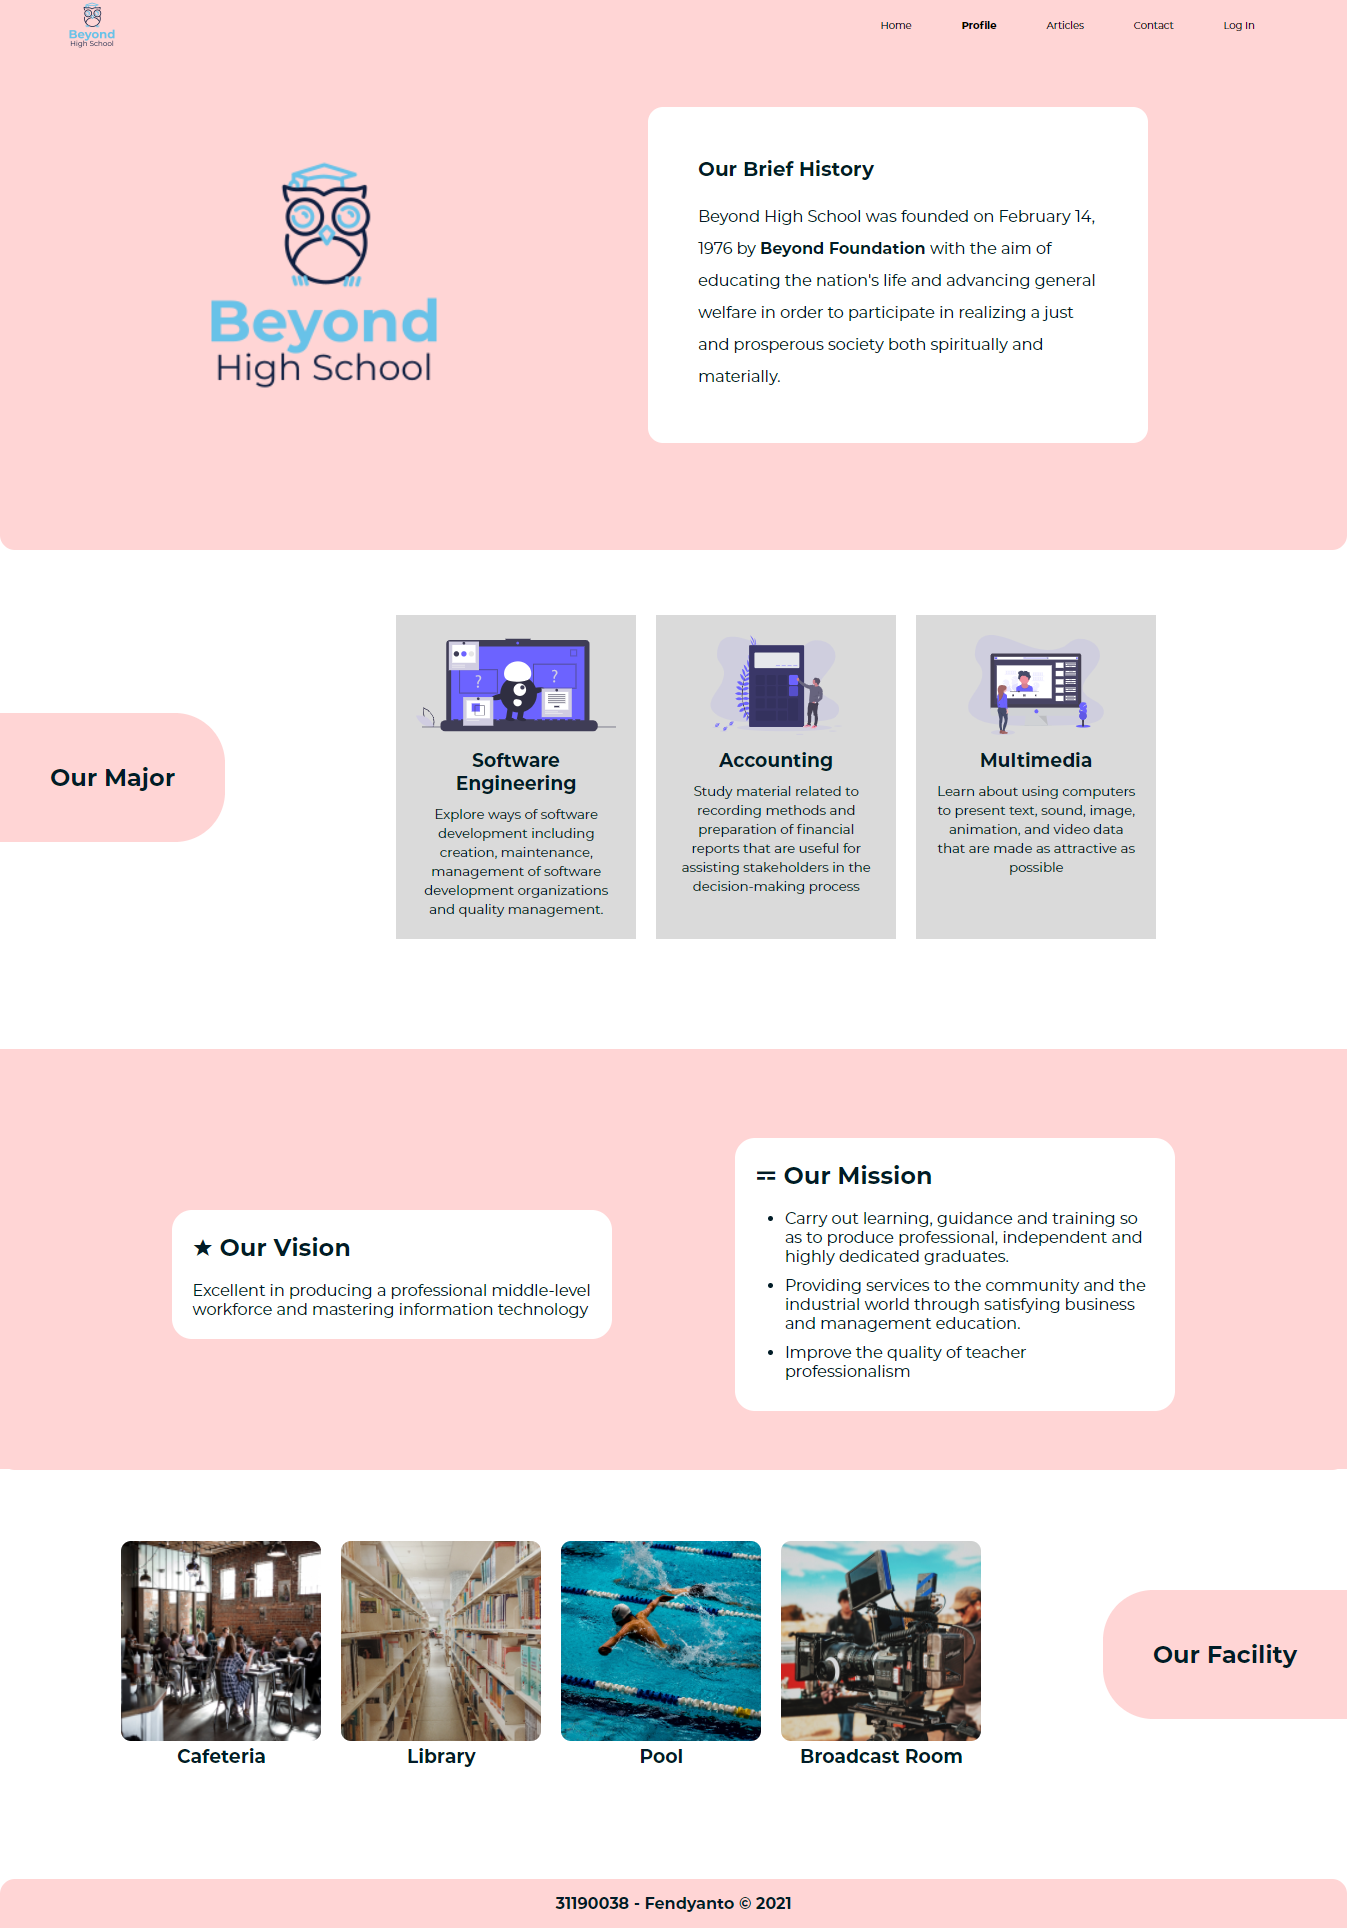 Beyond
High School
Home
Profile
Articles
Contact
Log In
Beyond
High School
Our Brief History
Beyond High School was founded on February 14,
1976 by Beyond Foundation with the aim of
educating the nation's life and advancing general
welfare in order to participate in realizing a just
and prosperous society both spiritually and
materially.
Our Major
? ?
Software
Engineering
Explore ways of software
development including
creation, maintenance,
management of software
development organizations
and quality management.
Accounting
Study material related to
recording methods and
preparation of financial
reports that are useful for
assisting stakeholders in the
decision-making process
Multimedia
Learn about using computers
to present text, sound, image,
animation, and video data
that are made as attractive as
possible
★ Our Vision
Excellent in producing a professional middle-level
workforce and mastering information technology
Our Mission
• Carry out learning, guidance and training so
as to produce professional, independent and
highly dedicated graduates.
• Providing services to the community and the
industrial world through satisfying business
and management education.
• Improve the quality of teacher
professionalism
Cafeteria
Library
Pool
Broadcast Room
Our Facility
31190038 - Fendyanto © 2021